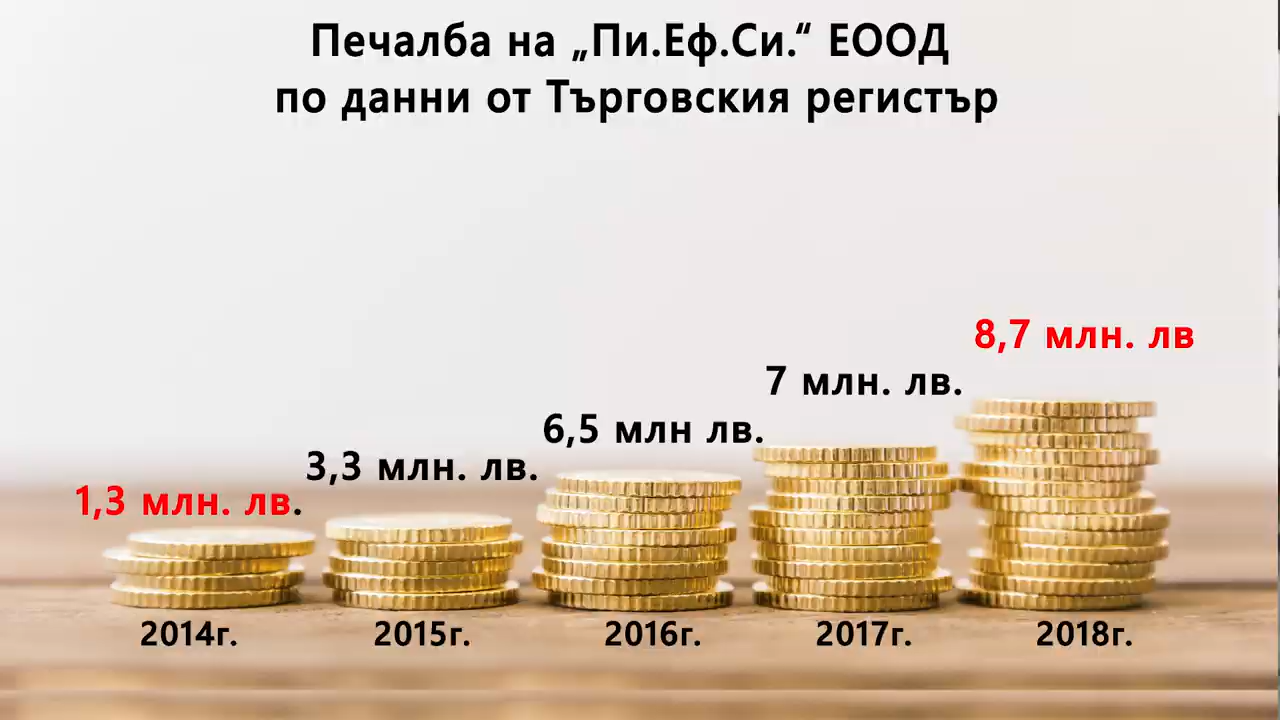 Печалба на „Пи.Еф.Си.“ ЕООД
по данни от Търговския регистър
8,7 млн. лв
7 млн. лв.
6,5 млн лв.
3,3 млн. лв.
1,3 млн. лв.
2014г. 2015г. 2016г. 2017г. 2018г.